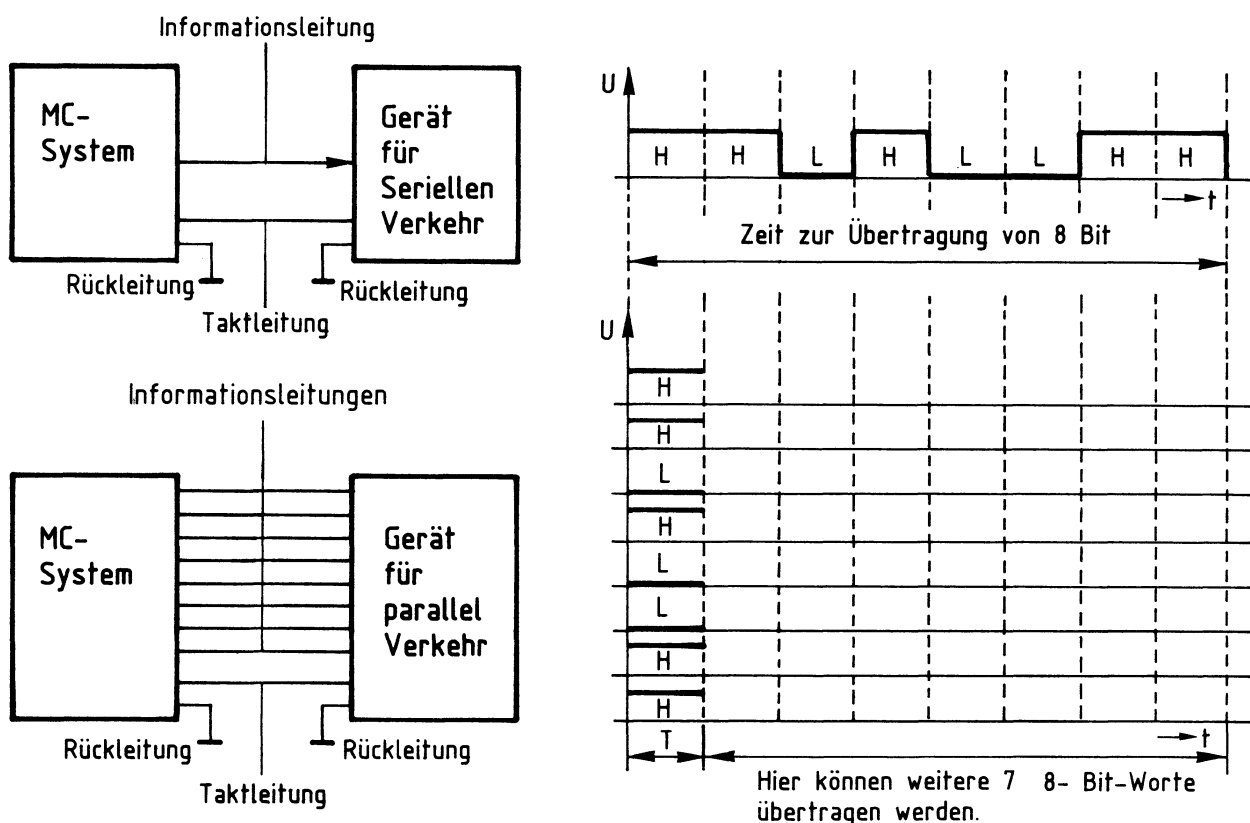 Informationsleitung
MC-
System
Gerät
für
Seriellen
Verkehr
Rückleitung
Rückleitung
Taktleitung
Informationsleitungen
MC-
System
Gerät
für
parallel
Verkehr
Rückleitung
Rückleitung
Taktleitung
U
H H L H L L H H
t
Zeit zur Übertragung von 8 Bit
U
H
H
L
H
L
L
H
H
T
t
Hier können weitere 7 8- Bit-Worte
übertragen werden.